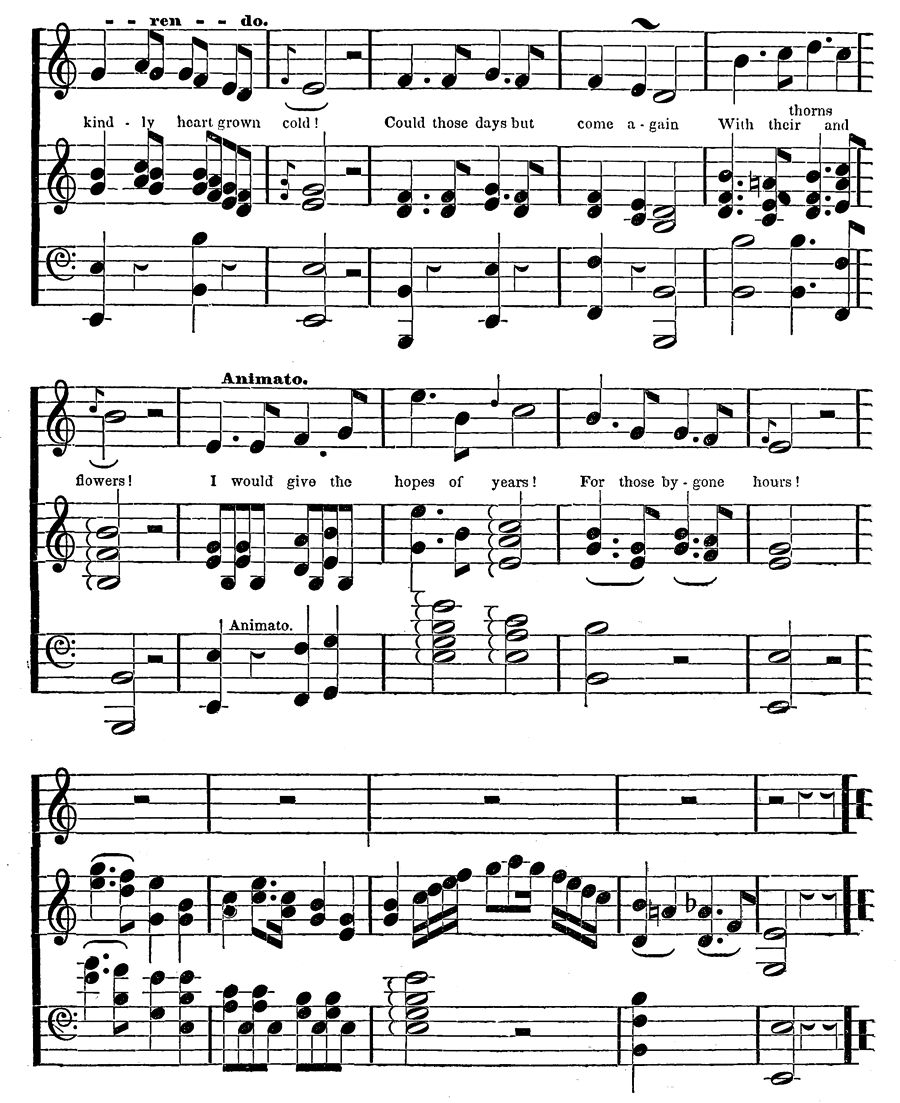 - - ren - - do.
kind - ly heart grown cold! Could those days but come a - gain With their thorns and
Animato.
flowers! I would give the hopes of years! For those by - gone hours!
Animato.